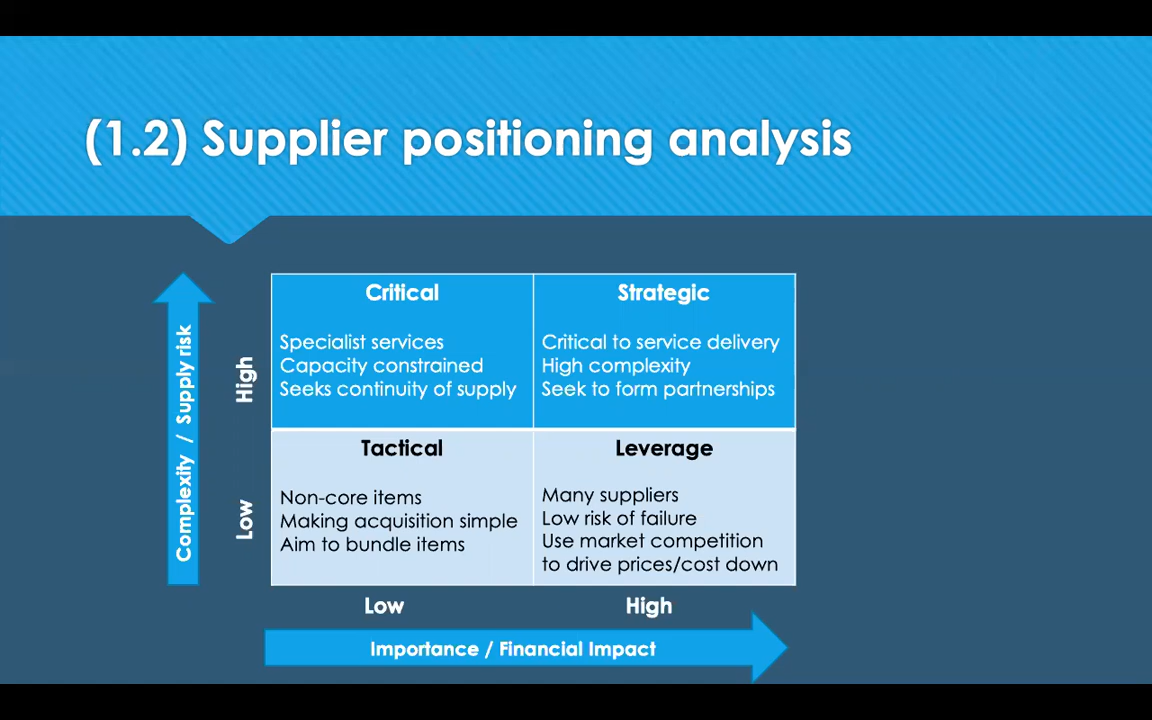 (1.2) Supplier positioning analysis
Complexity / Supply risk
High
Low
Critical
Specialist services
Capacity constrained
Seeks continuity of supply
Strategic
Critical to service delivery
High complexity
Seek to form partnerships
Tactical
Non-core items
Making acquisition simple
Aim to bundle items
Leverage
Many suppliers
Low risk of failure
Use market competition
to drive prices/cost down
Low
High
Importance / Financial Impact